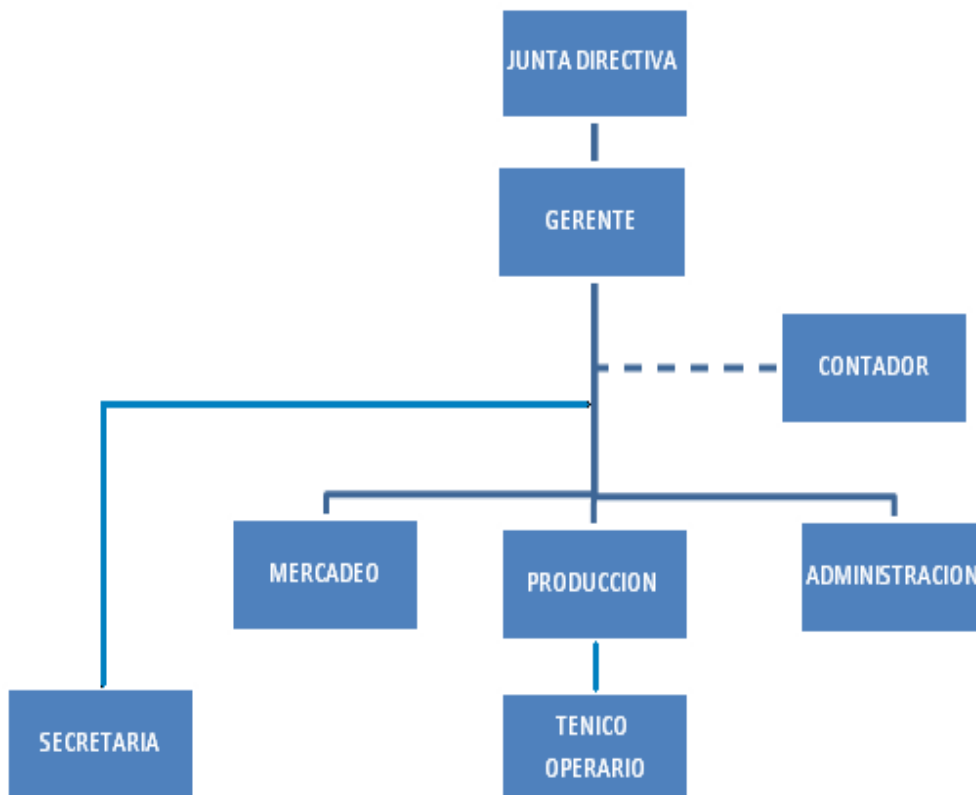 JUNTA DIRECTIVA
GERENTE
CONTADOR
MERCADEO
PRODUCCION
ADMINISTRACION
SECRETARIA
TENICO
OPERARIO